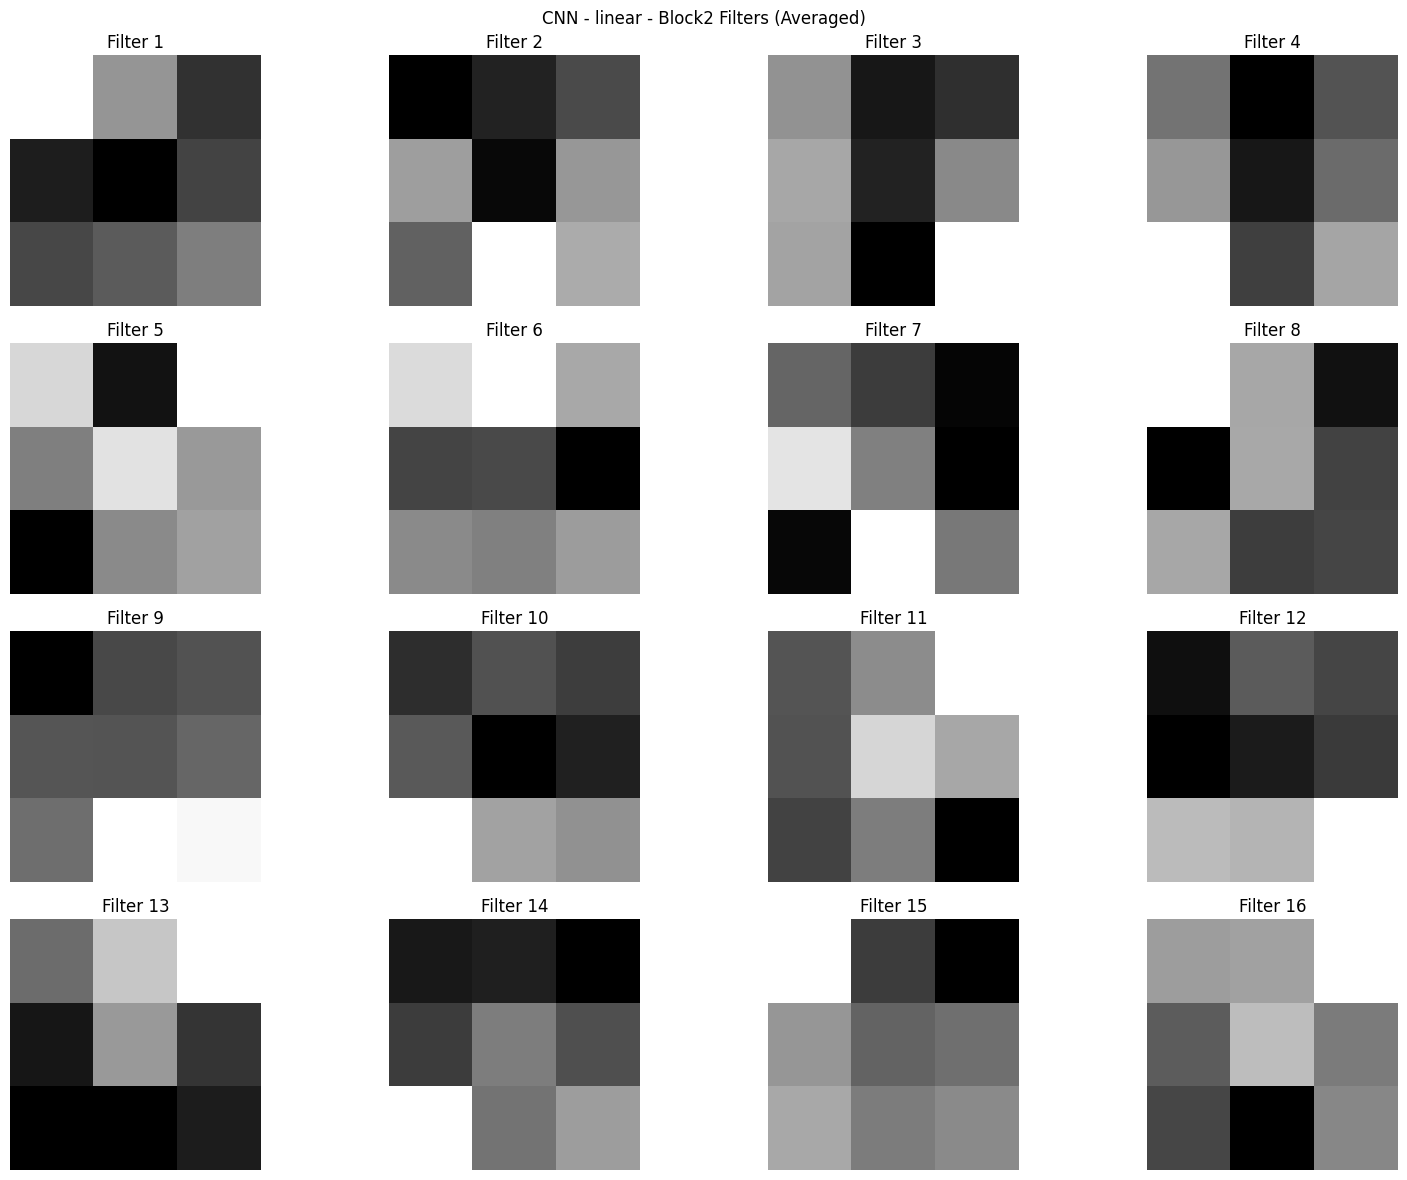 CNN - linear - Block2 Filters (Averaged)
Filter 1
Filter 2
Filter 3
Filter 4
Filter 5
Filter 6
Filter 7
Filter 8
Filter 9
Filter 10
Filter 11
Filter 12
Filter 13
Filter 14
Filter 15
Filter 16